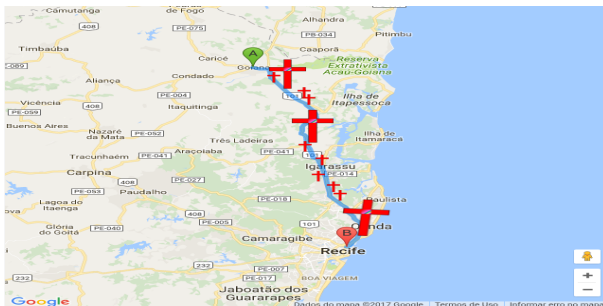 Camutanga
de Fogo
Alhandra
408
PE-075
PB-034
Pitimbu
Timbaúba
Caaporã
Caricé
A
Goiana
Reserva
Extrativista
Acaú-Goiana
Condado
Aliança
PE-004
101
Ilha de
Itapessoca
Vicência
Itaquitinga
PE-059
408
Buenos Aires
Nazaré
da Mata
PE-052
Três Ladeiras
Ilha de
Itamaracá
Tracunhaém
PE-041
Araçoiaba
PE-041
Carpina
Igarassu
PE-014
PE-053
Paudalho
PE-027
Lagoa do
Itaenga
PE-018
Paulista
408
Glória
do Goitá
PE-040
PE-005
101
Olinda
Camaragibe
B
Recife
232
232
PE-007
BOA VIAGEM
PE-017
Jaboatão dos
Guararapes
Google
Dados do mapa ©2017 Google
Termos de Uso
Informar erro no mapa